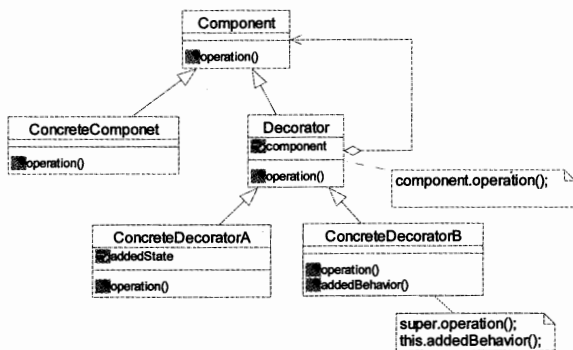 Component
operation()
ConcreteComponet
operation()
Decorator
component
operation()
component.operation();
ConcreteDecoratorA
addedState
operation()
ConcreteDecoratorB
operation()
addedBehavior()
super.operation();
this.addedBehavior();